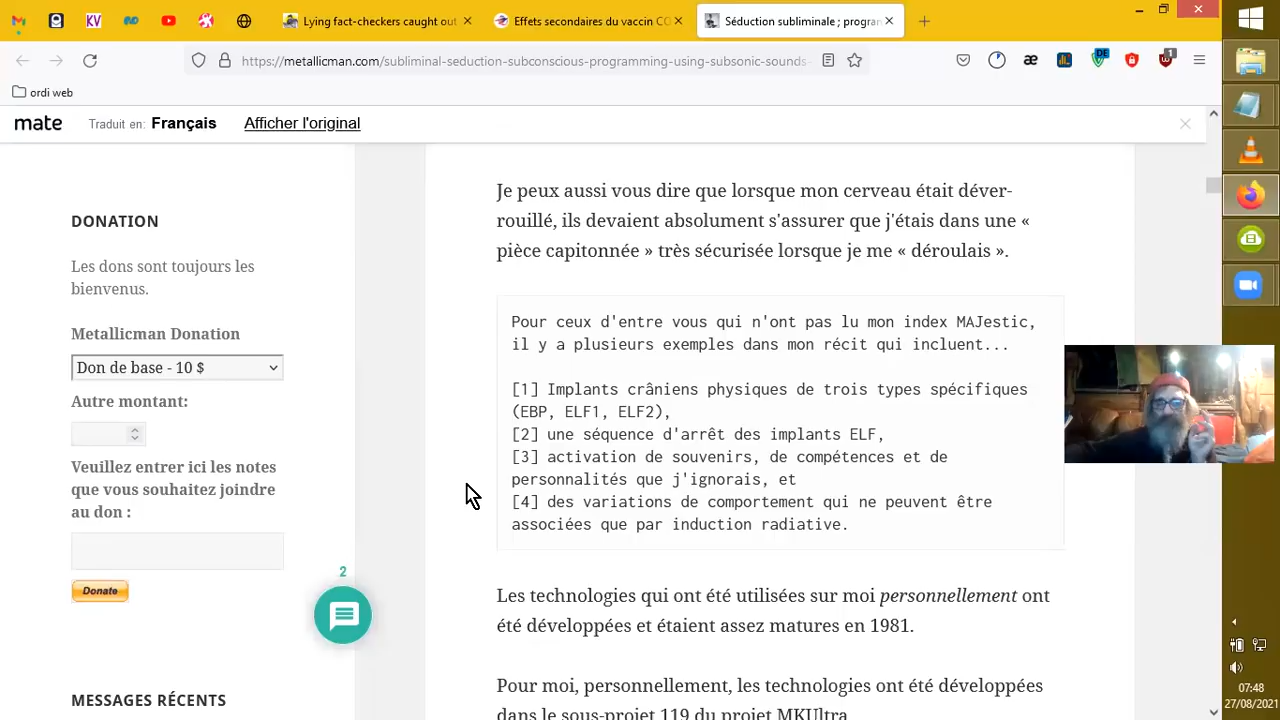 KV
Lying fact-checkers caught out
Effets secondaires du vaccin CO
Séduction subliminale ; program
https://metallicman.com/subliminal-seduction-subconscious-programming-using-subsonic-sounds-
æ
DE
1
ordi web
mate
Traduit en: Français
Afficher l'original
DONATION
Les dons sont toujours les
bienvenus.
Metallicman Donation
Don de base - 10 $
Autre montant:
Veuillez entrer ici les notes
que vous souhaitez joindre
au don :
Donate
2
MESSAGES RÉCENTS
Je peux aussi vous dire que lorsque mon cerveau était déver-
rouillé, ils devaient absolument s'assurer que j'étais dans une «
pièce capitonnée » très sécurisée lorsque je me « déroulais ».
Pour ceux d'entre vous qui n'ont pas lu mon index MAJestic,
il y a plusieurs exemples dans mon récit qui incluent...
[1] Implants crâniens physiques de trois types spécifiques
(EBP, ELF1, ELF2),
[2] une séquence d'arrêt des implants ELF,
[3] activation de souvenirs, de compétences et de
personnalités que j'ignorais, et
[4] des variations de comportement qui ne peuvent être
associées que par induction radiative.
Les technologies qui ont été utilisées sur moi personnellement ont
été développées et étaient assez matures en 1981.
Pour moi, personnellement, les technologies ont été développées
dans le sous-projet 119 du projet MKUltra
07:48
27/08/2021